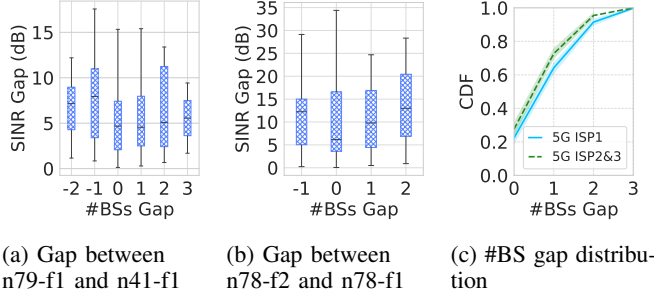 SINR Gap (dB)
15
10
5
0
-2 -1 0 1 2 3
#BSs Gap
(a) Gap between
n79-f1 and n41-f1
SINR Gap (dB)
35
30
25
20
15
10
5
0
-1 0 1 2
#BSs Gap
(b) Gap between
n78-f2 and n78-f1
CDF
1.0
0.8
0.6
0.4
0.2
0.0
5G ISP1
5G ISP2&3
0 1 2 3
#BSs Gap
(c) #BS gap distribu-
tion